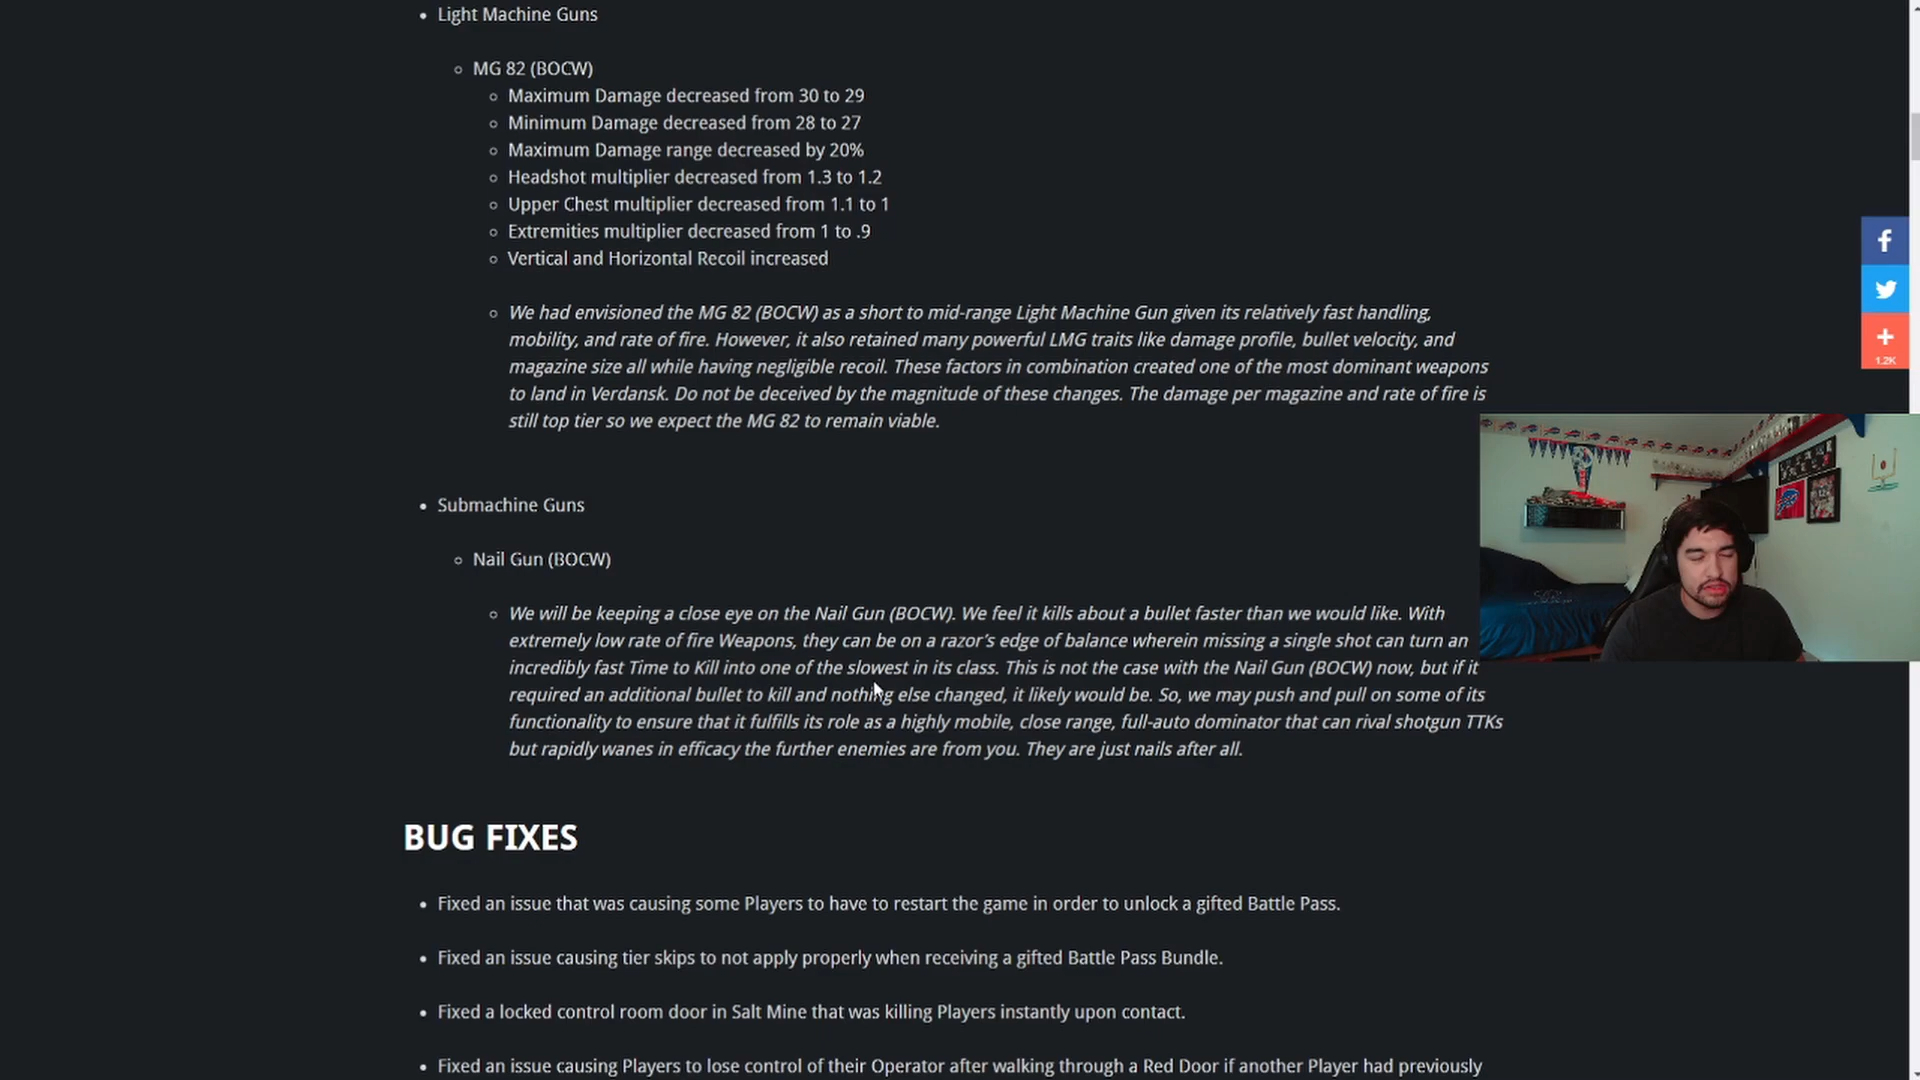 Light Machine Guns
MG 82 (BOCW)
Maximum Damage decreased from 30 to 29
Minimum Damage decreased from 28 to 27
Maximum Damage range decreased by 20%
Headshot multiplier decreased from 1.3 to 1.2
Upper Chest multiplier decreased from 1.1 to 1
Extremities multiplier decreased from 1 to .9
Vertical and Horizontal Recoil increased
We had envisioned the MG 82 (BOCW) as a short to mid-range Light Machine Gun given its relatively fast handling,
mobility, and rate of fire. However, it also retained many powerful LMG traits like damage profile, bullet velocity, and
magazine size all while having negligible recoil. These factors in combination created one of the most dominant weapons
to land in Verdansk. Do not be deceived by the magnitude of these changes. The damage per magazine and rate of fire is
still top tier so we expect the MG 82 to remain viable.
Submachine Guns
Nail Gun (BOCW)
We will be keeping a close eye on the Nail Gun (BOCW). We feel it kills about a bullet faster than we would like. With
extremely low rate of fire Weapons, they can be on a razor's edge of balance wherein missing a single shot can turn an
incredibly fast Time to Kill into one of the slowest in its class. This is not the case with the Nail Gun (BOCW) now, but if it
required an additional bullet to kill and nothing else changed, it likely would be. So, we may push and pull on some of its
functionality to ensure that it fulfills its role as a highly mobile, close range, full-auto dominator that can rival shotgun TTKs
but rapidly wanes in efficacy the further enemies are from you. They are just nails after all.
BUG FIXES
Fixed an issue that was causing some Players to have to restart the game in order to unlock a gifted Battle Pass.
Fixed an issue causing tier skips to not apply properly when receiving a gifted Battle Pass Bundle.
Fixed a locked control room door in Salt Mine that was killing Players instantly upon contact.
Fixed an issue causing Players to lose control of their Operator after walking through a Red Door if another Player had previously
1.2K